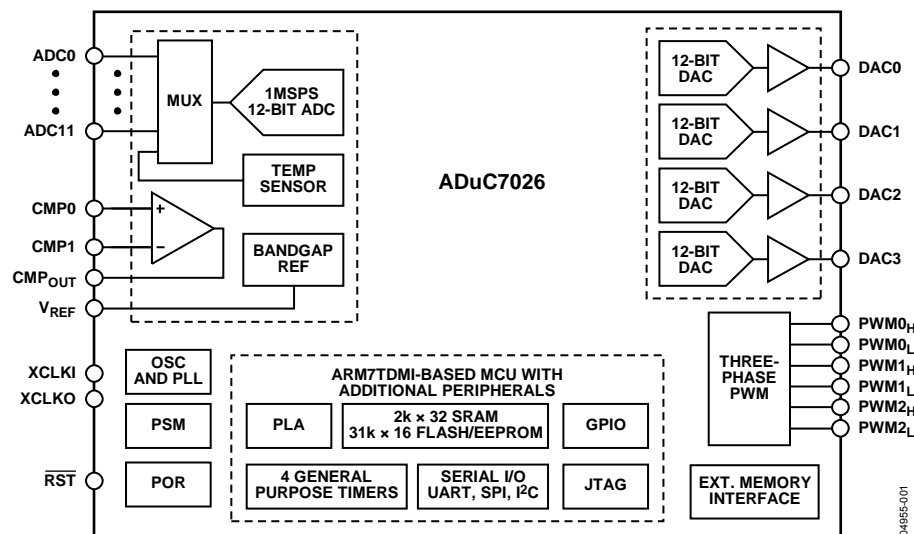 ADC0
ADC11
CMP0
CMP1
CMPOUT
VREF
XCLKI
XCLKO
RST
MUX
1MSPS
12-BIT ADC
TEMP
SENSOR
+
−
BANDGAP
REF
ADuC7026
12-BIT
DAC
12-BIT
DAC
12-BIT
DAC
12-BIT
DAC
DAC0
DAC1
DAC2
DAC3
OSC
AND PLL
PSM
POR
ARM7TDMI-BASED MCU WITH
ADDITIONAL PERIPHERALS
PLA
2k × 32 SRAM
31k × 16 FLASH/EEPROM
GPIO
4 GENERAL
PURPOSE TIMERS
SERIAL I/O
UART, SPI, I²C
JTAG
THREE-
PHASE
PWM
PWM0H
PWM0L
PWM1H
PWM1L
PWM2H
PWM2L
EXT. MEMORY
INTERFACE
04955-001